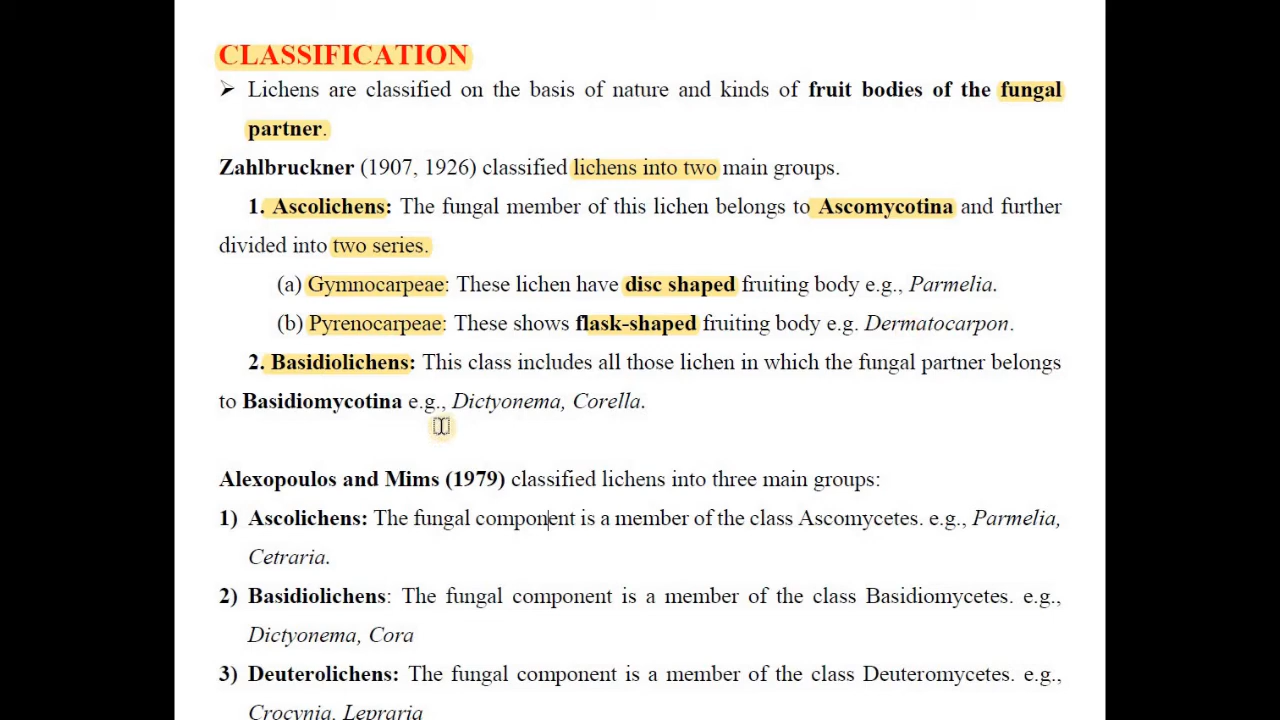 CLASSIFICATION
➢ Lichens are classified on the basis of nature and kinds of fruit bodies of the fungal
partner.
Zahlbruckner (1907, 1926) classified lichens into two main groups.
1. Ascolichens: The fungal member of this lichen belongs to Ascomycotina and further
divided into two series.
(a) Gymnocarpeae: These lichen have disc shaped fruiting body e.g., Parmelia.
(b) Pyrenocarpeae: These shows flask-shaped fruiting body e.g. Dermatocarpon.
2. Basidiolichens: This class includes all those lichen in which the fungal partner belongs
to Basidiomycotina e.g., Dictyonema, Corella.
Alexopoulos and Mims (1979) classified lichens into three main groups:
1) Ascolichens: The fungal component is a member of the class Ascomycetes. e.g., Parmelia,
Cetraria.
2) Basidiolichens: The fungal component is a member of the class Basidiomycetes. e.g.,
Dictyonema, Cora
3) Deuterolichens: The fungal component is a member of the class Deuteromycetes. e.g.,
Crocynia, Lepraria